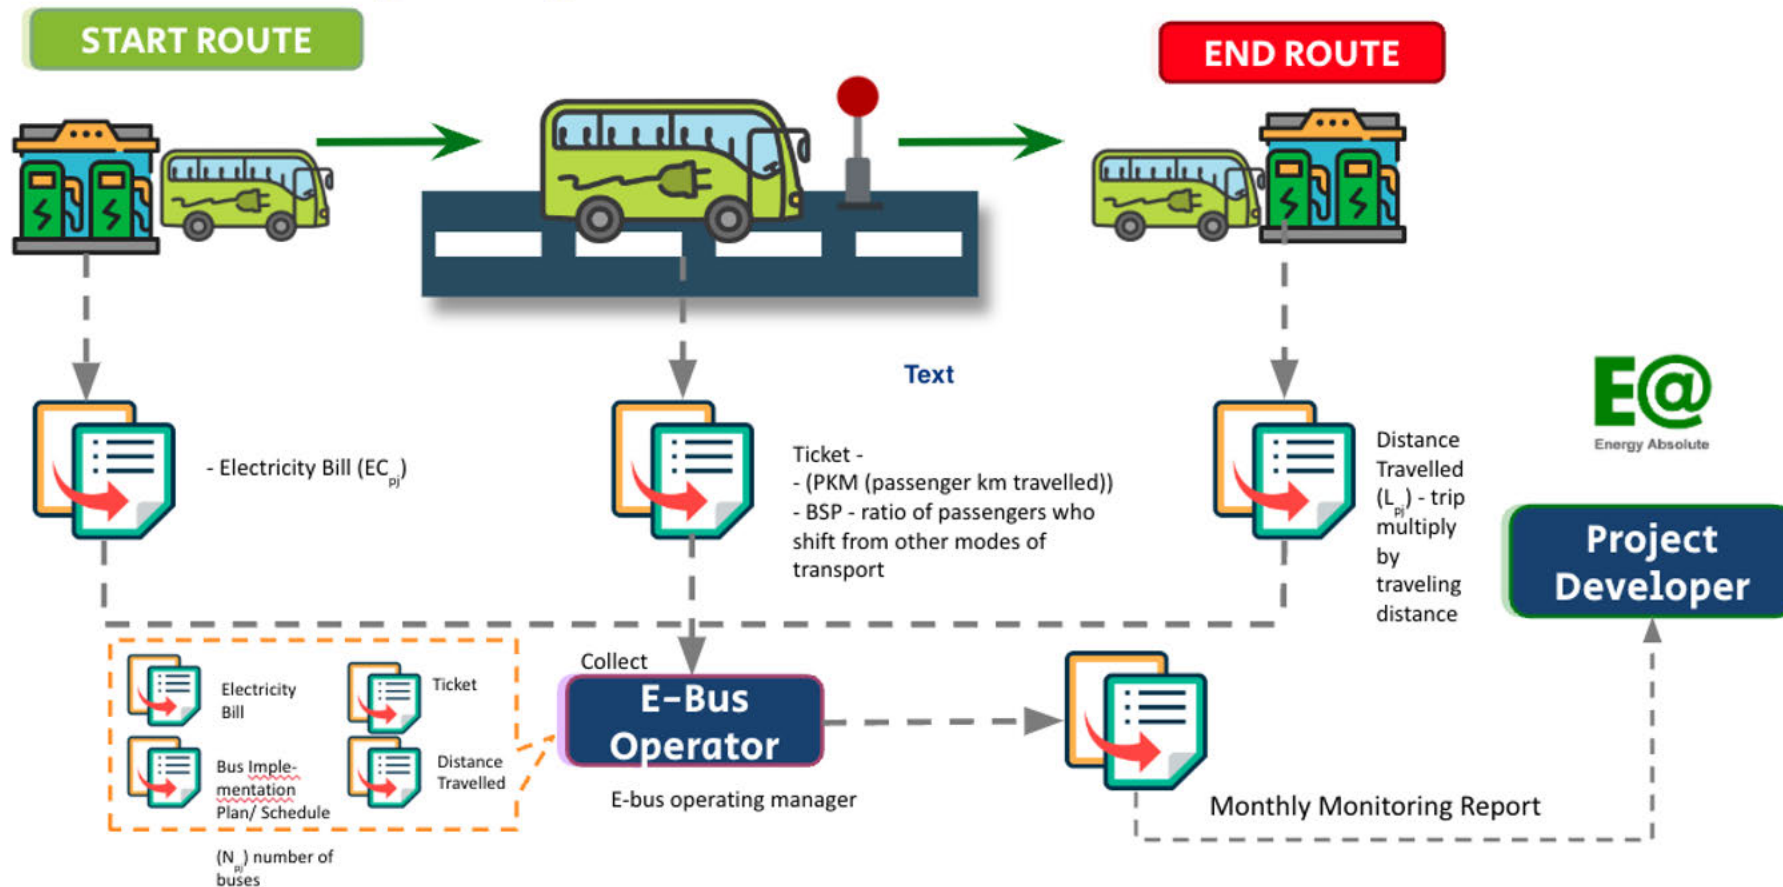 START ROUTE
END ROUTE
Text
E@
Energy Absolute
- Electricity Bill (ECpj)
Ticket -
- (PKM (passenger km travelled))
- BSP - ratio of passengers who
shift from other modes of
transport
Distance
Travelled
(Lpj) - trip
multiply
by
traveling
distance
Project
Developer
Collect
E-Bus
Operator
E-bus operating manager
Electricity
Bill
Ticket
Bus Imple-
mentation
Plan/ Schedule
Distance
Travelled
(Npj) number of
buses
Monthly Monitoring Report